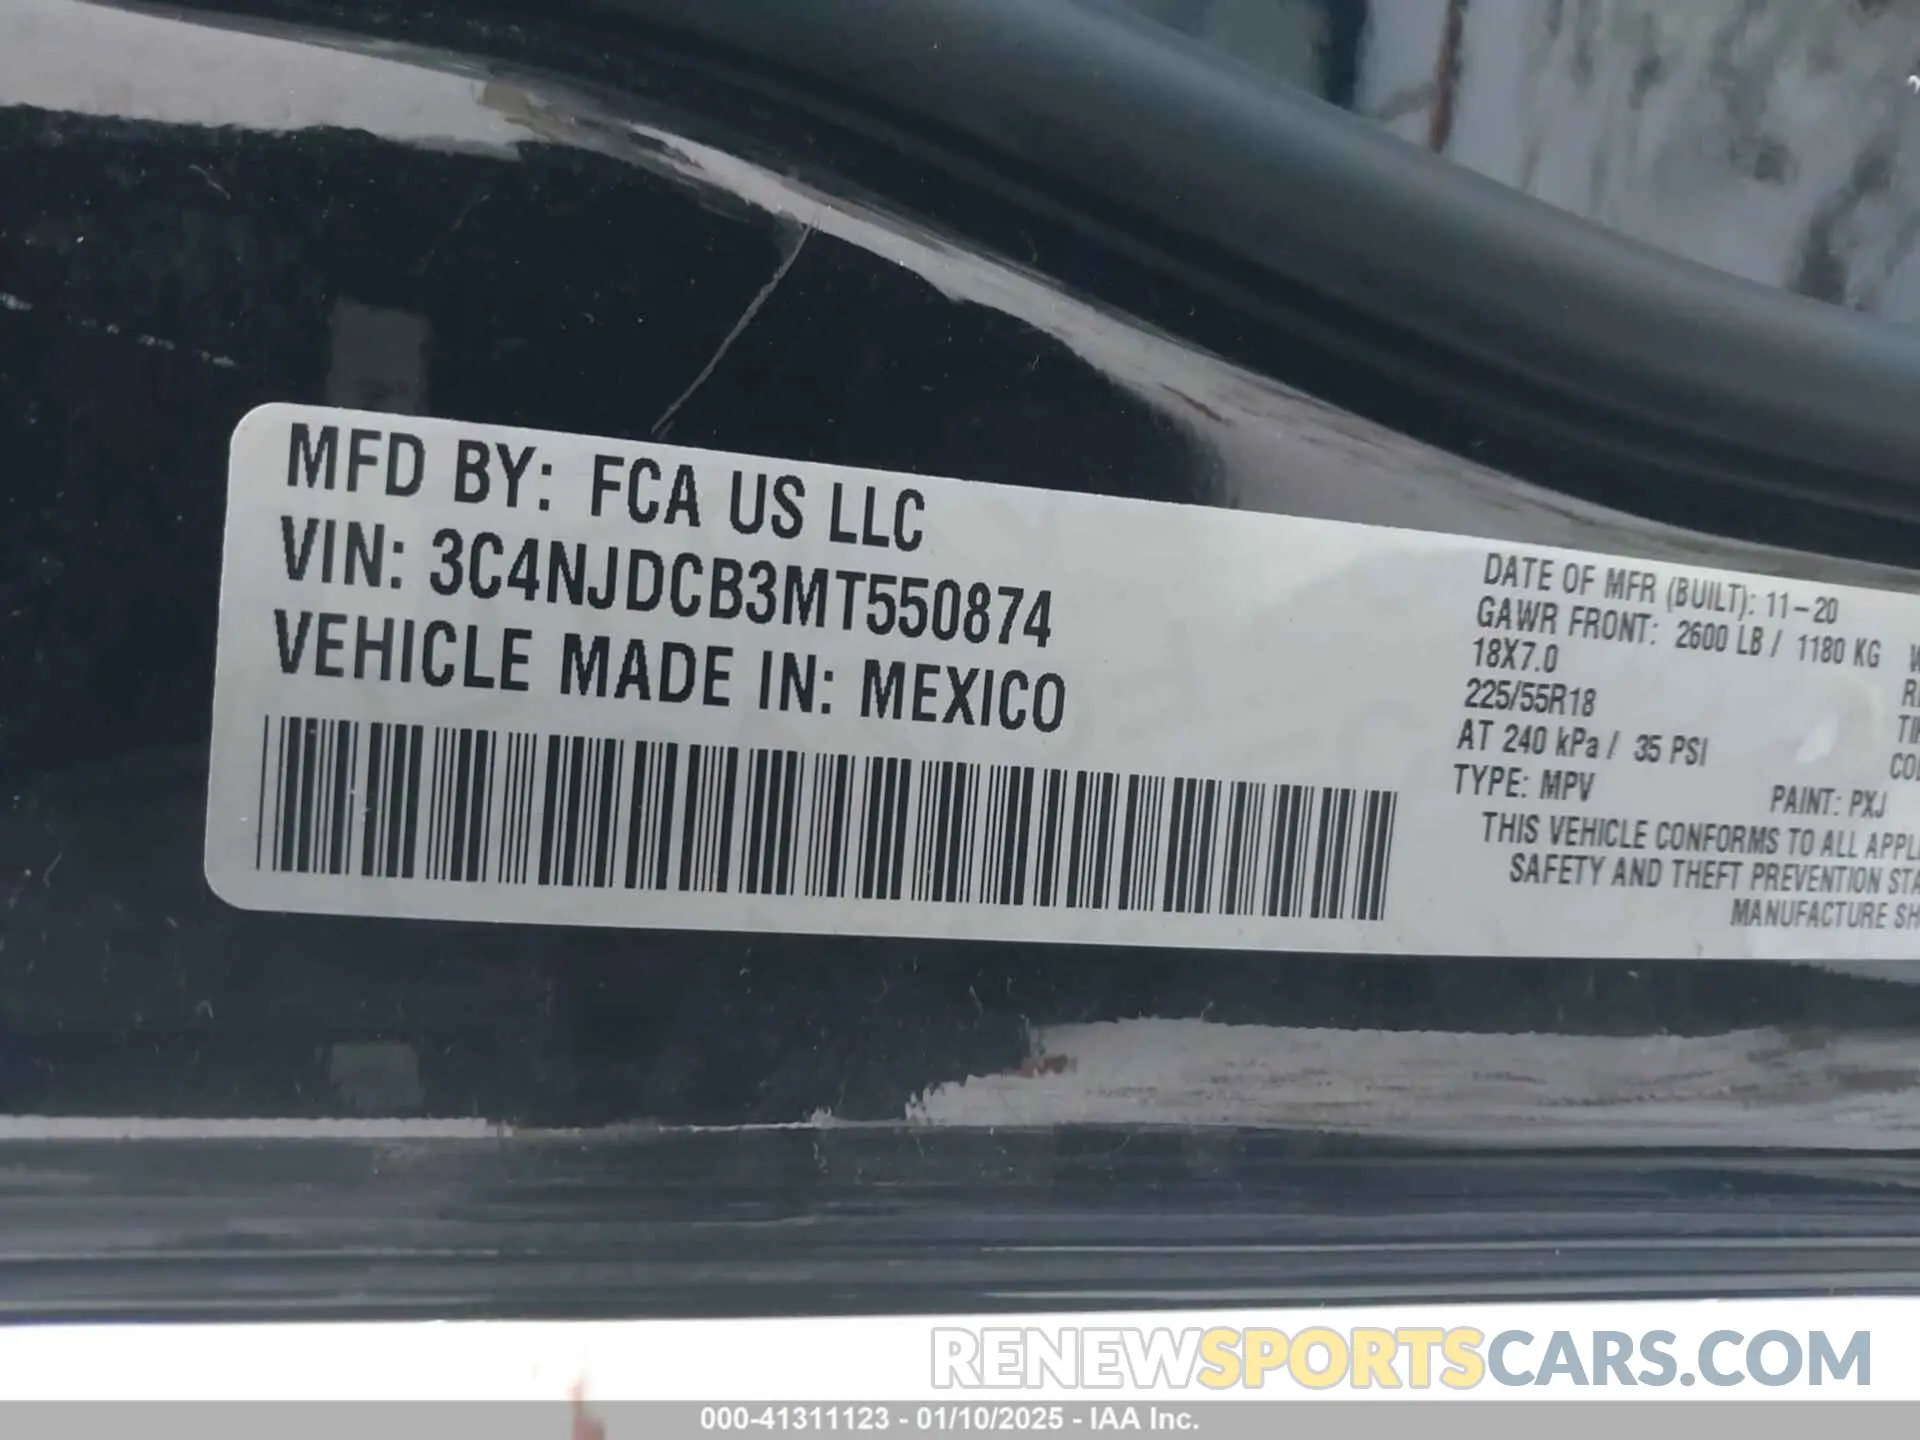 MFD BY: FCA US LLC
VIN: 3C4NJDCB3MT550874
VEHICLE MADE IN: MEXICO
DATE OF MFR (BUILT): 11-20
GAWR FRONT: 2600 LB / 1180 KG
18X7.0
225/55R18
AT 240 kPa / 35 PSI
TYPE: MPV
PAINT: PXJ
THIS VEHICLE CONFORMS TO ALL
SAFETY AND THEFT PREVENTION
MANUFACTURE
RENEWSPORTSCARS.COM
000-41311123 - 01/10/2025 - IAA Inc.